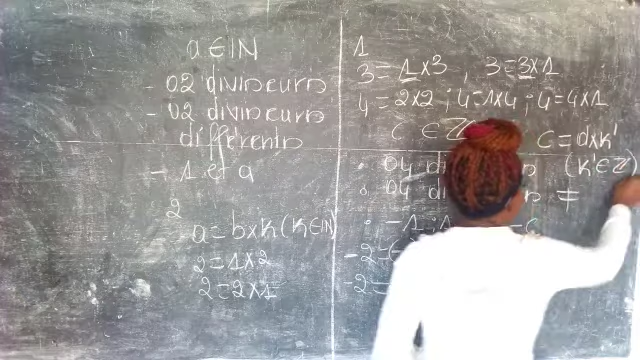 a ∈ IN
- 02 diviseurs
- 02 diviseurs
différents
- 1 et a
2
a = b×k (k ∈ IN)
2 = 1×2
2 = 2×1
1
3 = 1×3 , 3 = 3×1
4 = 2×2 ; 4 = 1×4 ; 4 = 4×1
c ∈ Z c = d×k'
• 04 (k' ∈ Z)
• 04 ≠
• -1 ; 1
-2 =
-2 =